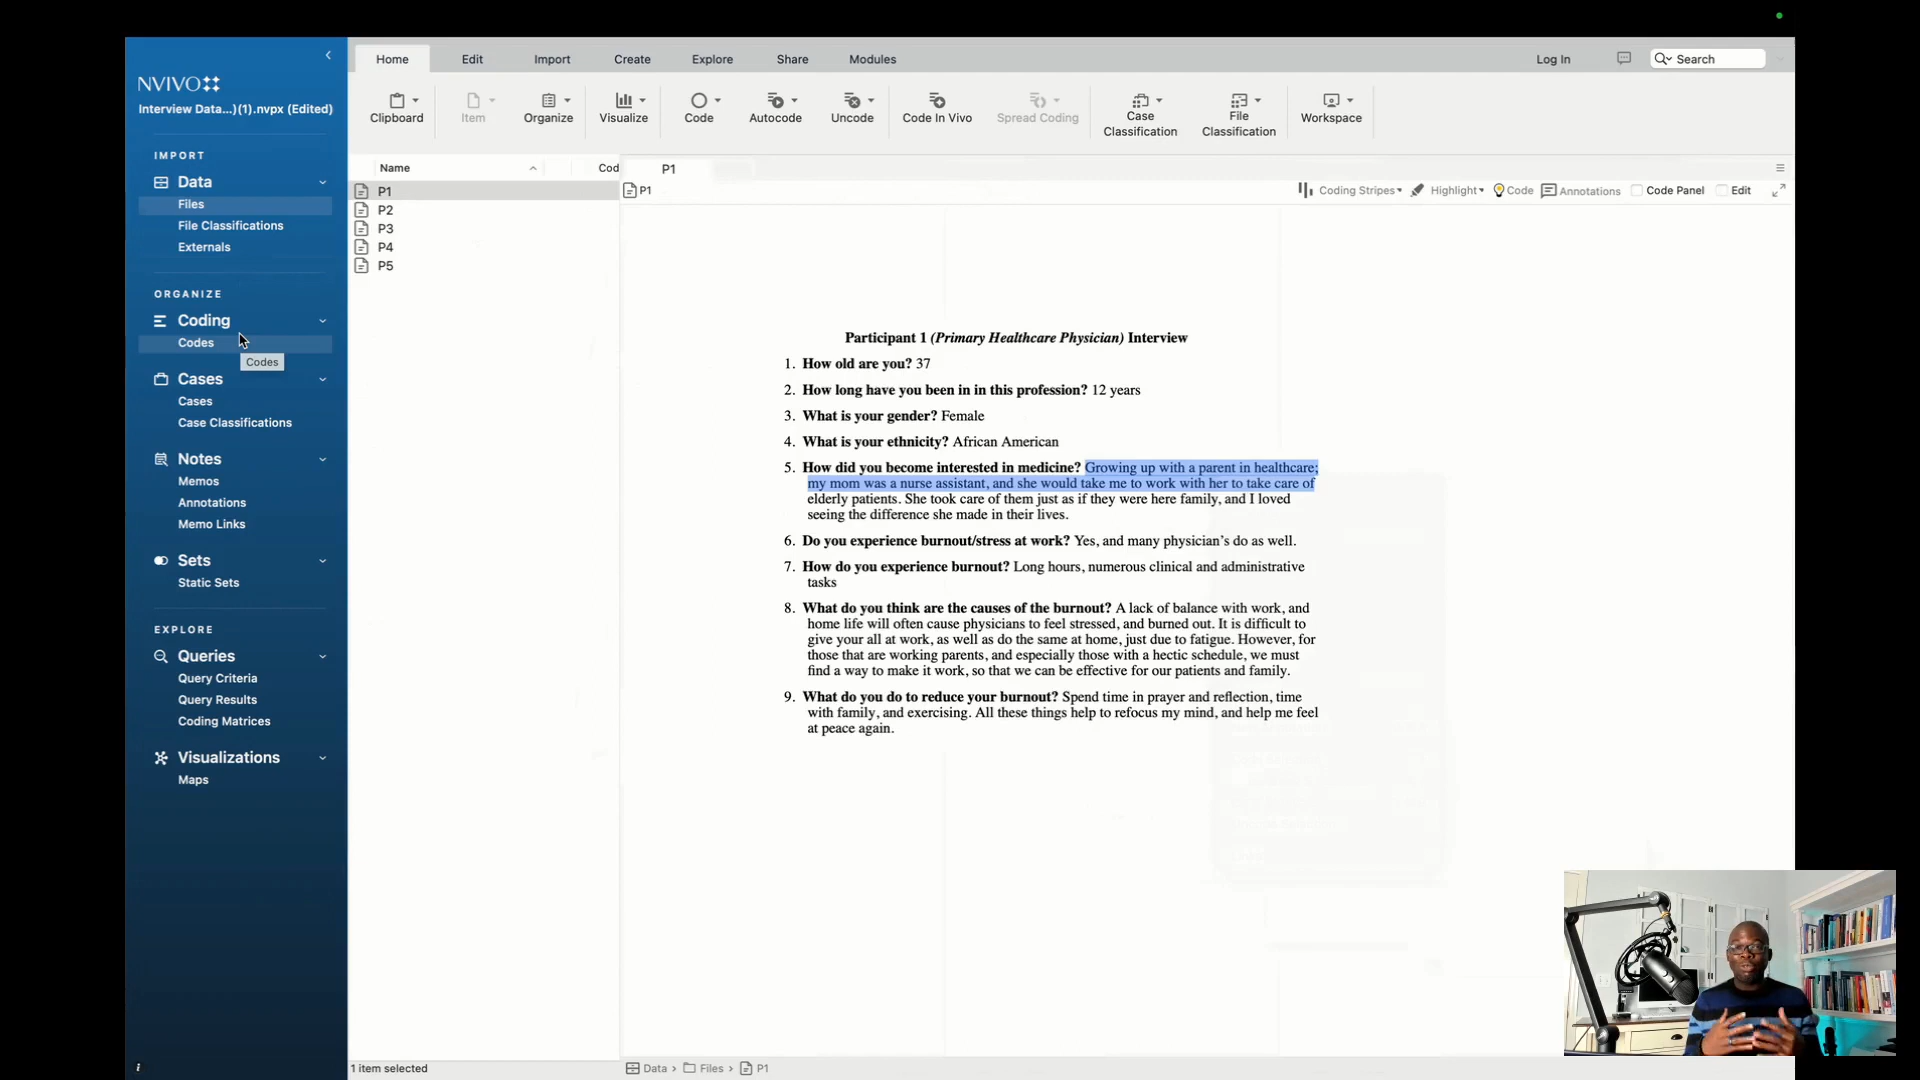 NVIVO
Interview Data...)(1).nvpx (Edited)
IMPORT
Data
Files
File Classifications
Externals
ORGANIZE
Coding
Codes
Codes
Cases
Cases
Case Classifications
Notes
Memos
Annotations
Memo Links
Sets
Static Sets
EXPLORE
Queries
Query Criteria
Query Results
Coding Matrices
Visualizations
Maps
Home Edit Import Create Explore Share Modules Log In Search
Clipboard Item Organize Visualize Code Autocode Uncode Code In Vivo Spread Coding Case Classification File Classification Workspace
Name Cod
P1
P2
P3
P4
P5
P1
P1 Coding Stripes Highlight Code Annotations Code Panel Edit
Participant 1 (Primary Healthcare Physician) Interview
1. How old are you? 37
2. How long have you been in in this profession? 12 years
3. What is your gender? Female
4. What is your ethnicity? African American
5. How did you become interested in medicine? Growing up with a parent in healthcare;
my mom was a nurse assistant, and she would take me to work with her to take care of
elderly patients. She took care of them just as if they were here family, and I loved
seeing the difference she made in their lives.
6. Do you experience burnout/stress at work? Yes, and many physician's do as well.
7. How do you experience burnout? Long hours, numerous clinical and administrative
tasks
8. What do you think are the causes of the burnout? A lack of balance with work, and
home life will often cause physicians to feel stressed, and burned out. It is difficult to
give your all at work, as well as do the same at home, just due to fatigue. However, for
those that are working parents, and especially those with a hectic schedule, we must
find a way to make it work, so that we can be effective for our patients and family.
9. What do you do to reduce your burnout? Spend time in prayer and reflection, time
with family, and exercising. All these things help to refocus my mind, and help me feel
at peace again.
1 item selected
Data > Files > P1